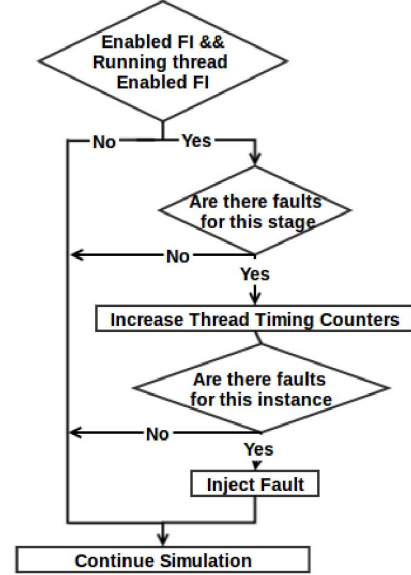 Enabled FI &&
Running thread
Enabled FI
No
Yes
Are there faults
for this stage
No
Yes
Increase Thread Timing Counters
Are there faults
for this instance
No
Yes
Inject Fault
Continue Simulation